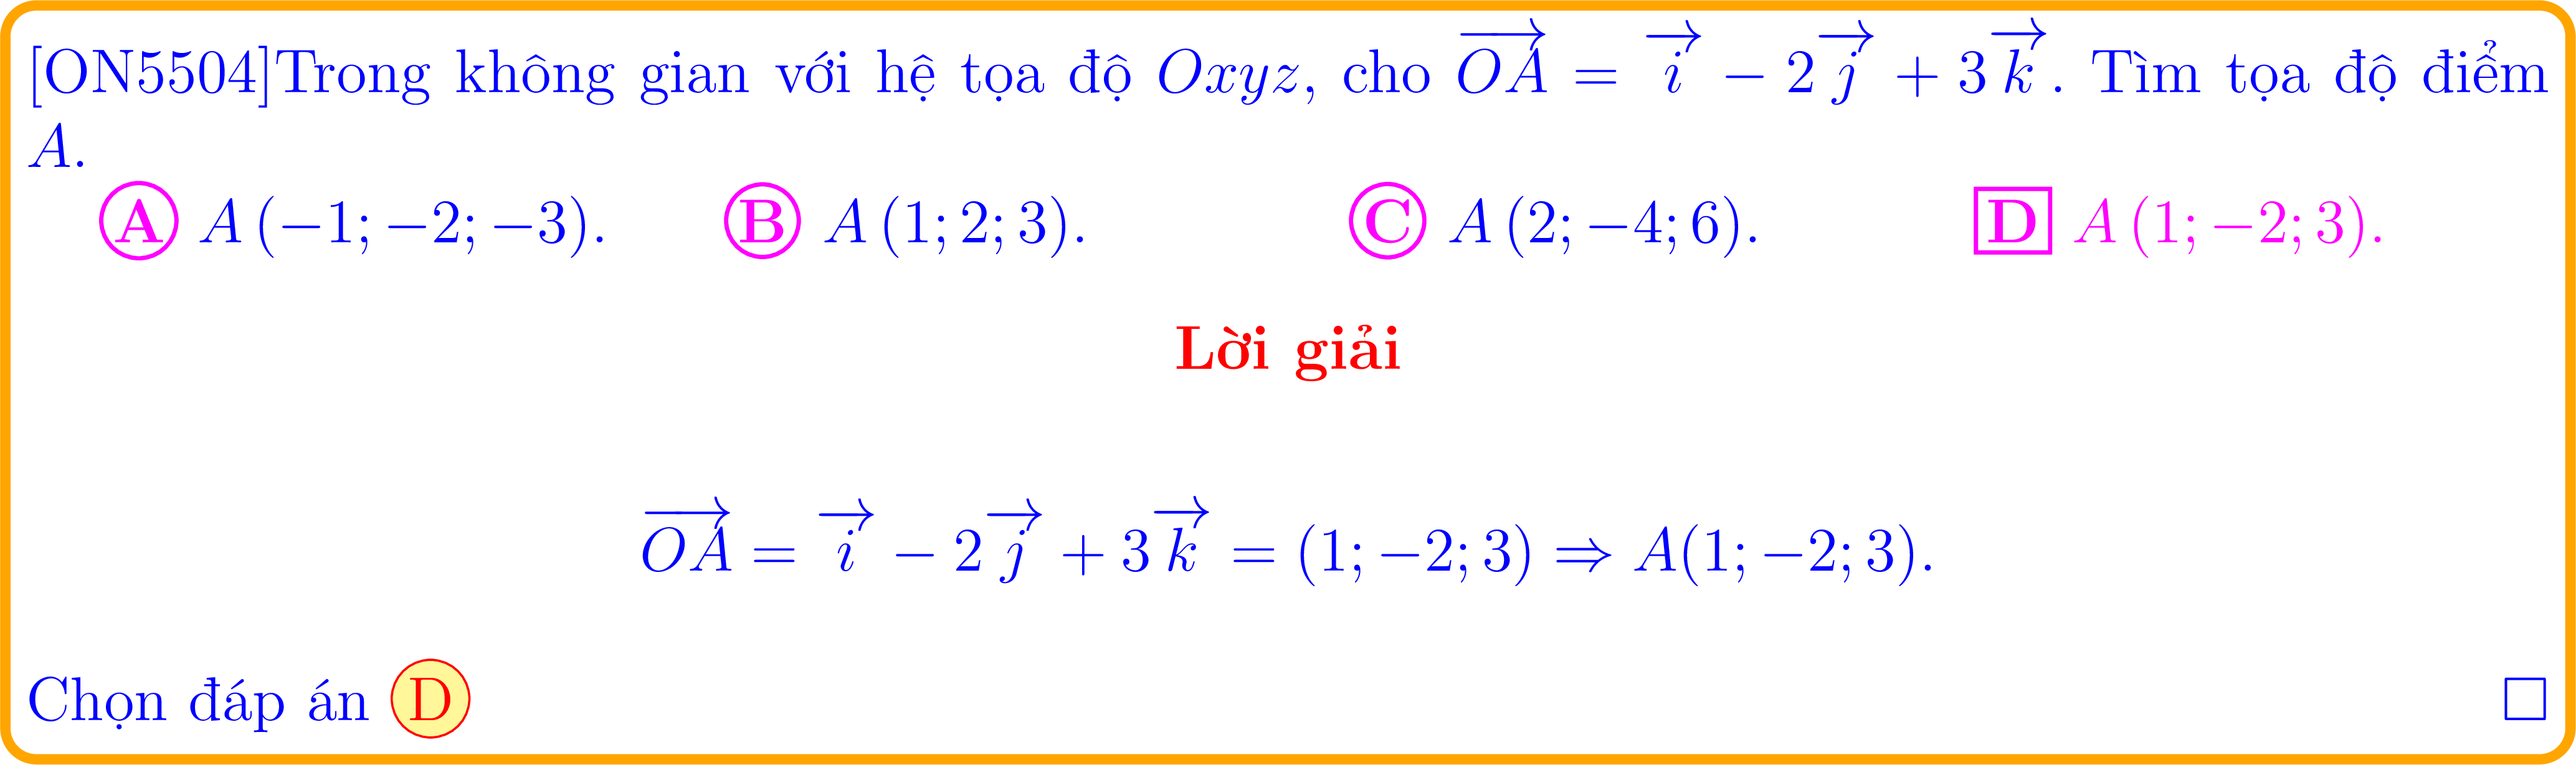 [ON5504]Trong không gian với hệ tọa độ $Oxyz$, cho $\overrightarrow{OA} = \overrightarrow{i} - 2\overrightarrow{j} + 3\overrightarrow{k}$. Tìm tọa độ điểm
$A$.
Ⓐ $A\,(-1;-2;-3)$. Ⓑ $A\,(1;2;3)$. Ⓒ $A\,(2;-4;6)$. D $A\,(1;-2;3)$.
Lời giải
$\overrightarrow{OA} = \overrightarrow{i} - 2\overrightarrow{j} + 3\overrightarrow{k} = (1;-2;3) \Rightarrow A(1;-2;3)$.
Chọn đáp án Ⓓ □